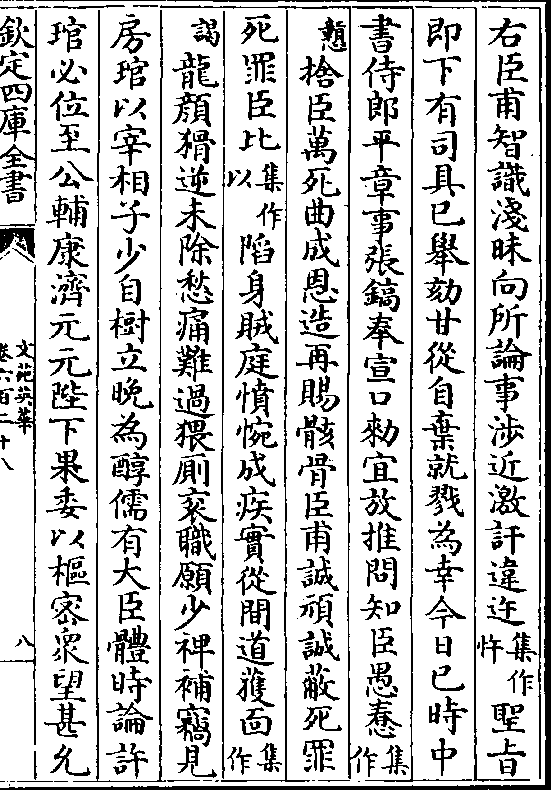 右臣甫智識淺昧向所論事涉近激訐違迕集作忤聖旨
即下有司具已舉劾甘從自棄就戮為幸今日巳時中
書侍郎平章事張鎬奉宣口勅宜放推問知臣愚惷集作
戇捨臣萬死曲成恩造再賜骸骨臣甫誠頑誠蔽死罪
死罪臣比集作以陷身賊庭憤惋成疾實從間道獲面集作
謁龍顏猾逆未除愁痛難過猥厠衮職願少禆補竊見
房琯以宰相子少自樹立晚為醇儒有大臣體時論許
琯必位至公輔康濟元元陛下果委以樞密衆望甚允
欽定四庫全書
文苑英華
卷六百二十八
八